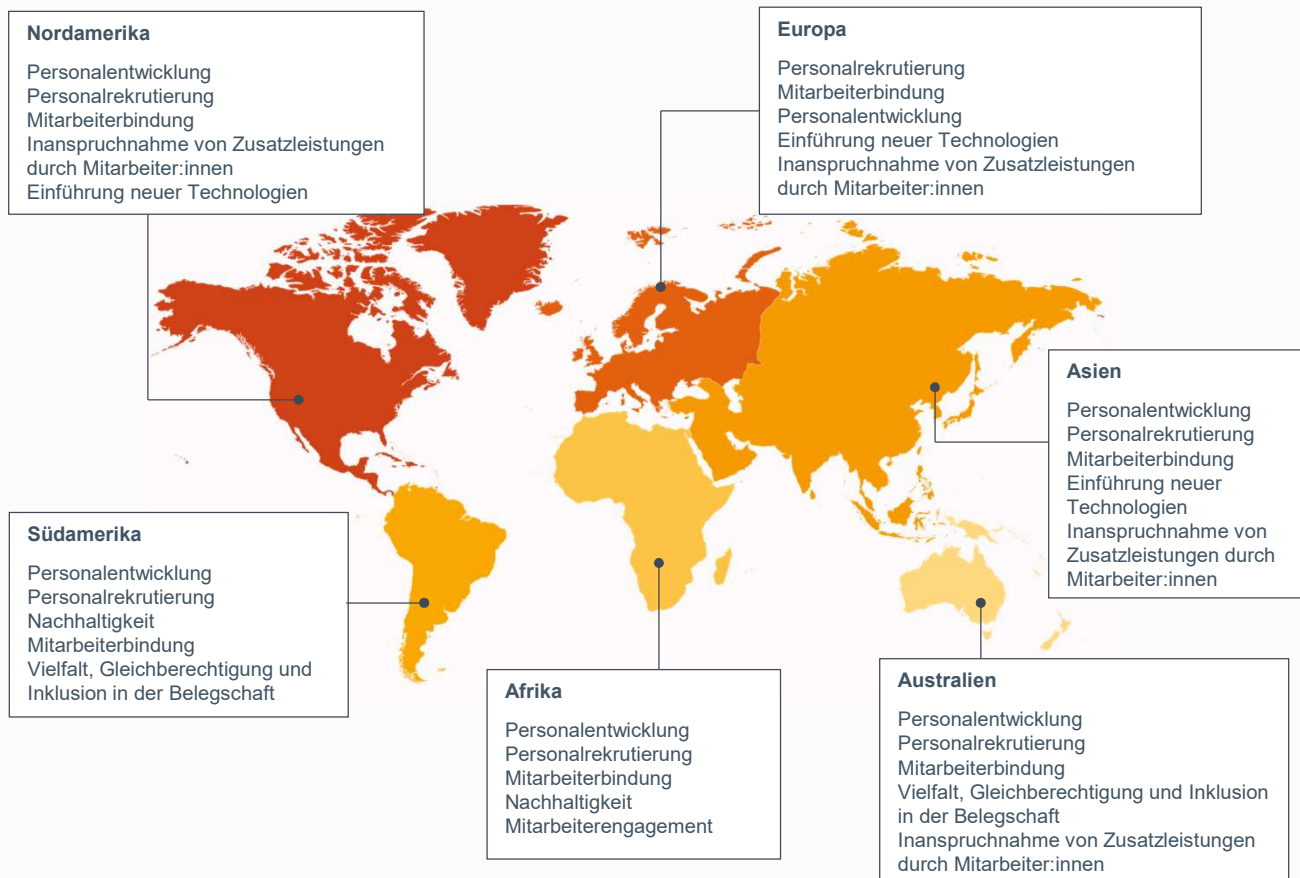 Nordamerika
Personalentwicklung
Personalrekrutierung
Mitarbeiterbindung
Inanspruchnahme von Zusatzleistungen
durch Mitarbeiter:innen
Einführung neuer Technologien
Europa
Personalrekrutierung
Mitarbeiterbindung
Personalentwicklung
Einführung neuer Technologien
Inanspruchnahme von Zusatzleistungen
durch Mitarbeiter:innen
Asien
Personalentwicklung
Personalrekrutierung
Mitarbeiterbindung
Einführung neuer
Technologien
Inanspruchnahme von
Zusatzleistungen durch
Mitarbeiter:innen
Südamerika
Personalentwicklung
Personalrekrutierung
Nachhaltigkeit
Mitarbeiterbindung
Vielfalt, Gleichberechtigung und
Inklusion in der Belegschaft
Afrika
Personalentwicklung
Personalrekrutierung
Mitarbeiterbindung
Nachhaltigkeit
Mitarbeiterengagement
Australien
Personalentwicklung
Personalrekrutierung
Mitarbeiterbindung
Vielfalt, Gleichberechtigung und Inklusion
in der Belegschaft
Inanspruchnahme von Zusatzleistungen
durch Mitarbeiter:innen